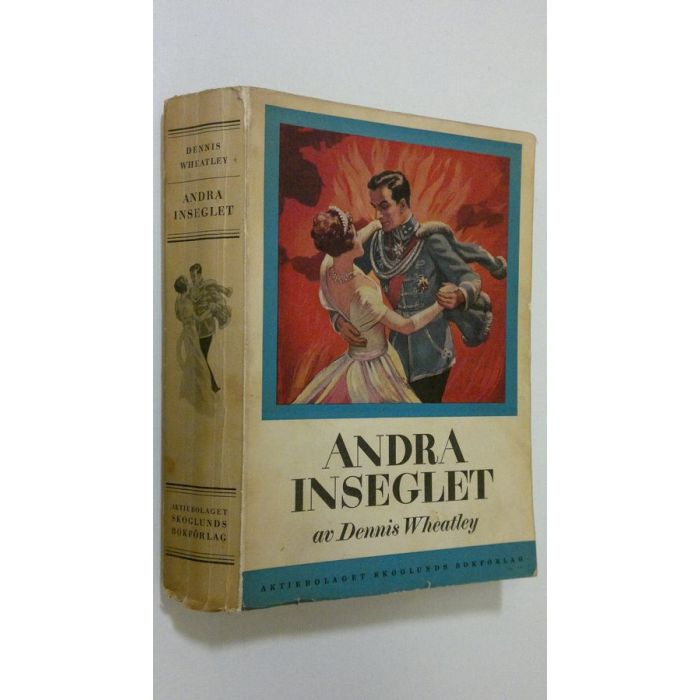 DENNIS
WHEATLEY
ANDRA
INSEGLET
AKTIEBOLAGET
SKOGLUNDS
BOKFÖRLAG
ANDRA
INSEGLET
av Dennis Wheatley
AKTIEBOLAGET SKOGLUNDS BOKFÖRLAG